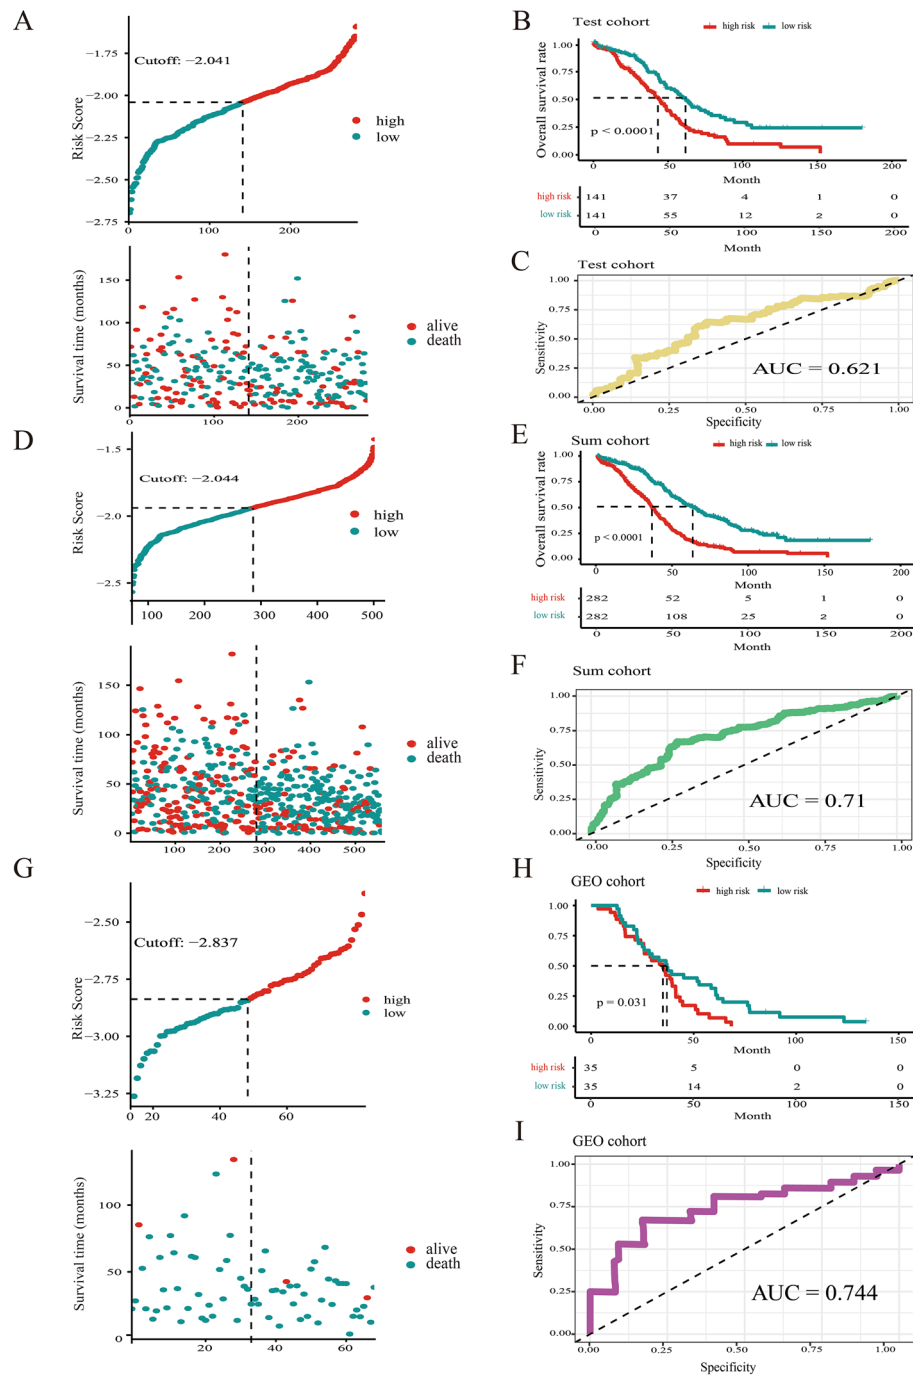 A
Cutoff: −2.041
Risk Score
−1.75
−2.00
−2.25
−2.50
−2.75
0
100
200
high
low
Survival time (months)
150
100
50
0
0
100
200
alive
death
B
Test cohort
high risk
low risk
Overall survival rate
1.00
0.75
0.50
0.25
0.00
p < 0.0001
0 50 100 150 200
Month
high risk 141 37 4 1 0
low risk 141 55 12 2 0
0 50 100 150 200
Month
C
Test cohort
Sensitivity
1.00
0.75
0.50
0.25
0.00
AUC = 0.621
0.00 0.25 0.50 0.75 1.00
Specificity
D
Cutoff: −2.044
Risk Score
−1.5
−2.0
−2.5
100 200 300 400 500
high
low
Survival time (months)
150
100
50
0
100 200 300 400 500
alive
death
E
Sum cohort
high risk
low risk
Overall survival rate
1.00
0.75
0.50
0.25
0.00
p < 0.0001
0 50 100 150 200
Month
high risk 282 52 5 1 0
low risk 282 108 25 2 0
0 50 100 150 200
Month
F
Sum cohort
Sensitivity
1.00
0.75
0.50
0.25
0.00
AUC = 0.71
0.00 0.25 0.50 0.75 1.00
Specificity
G
Cutoff: −2.837
Risk Score
−2.50
−2.75
−3.00
−3.25
0 20 40 60
high
low
Survival time (months)
100
50
0
20 40 60
alive
death
H
GEO cohort
high risk
low risk
1.00
0.75
0.50
0.25
0.00
p = 0.031
0 50 100 150
Month
high risk 35 5 0 0
low risk 35 14 2 0
0 50 100 150
Month
I
GEO cohort
Sensitivity
1.00
0.75
0.50
0.25
0.00
AUC = 0.744
0.00 0.25 0.50 0.75 1.00
Specificity